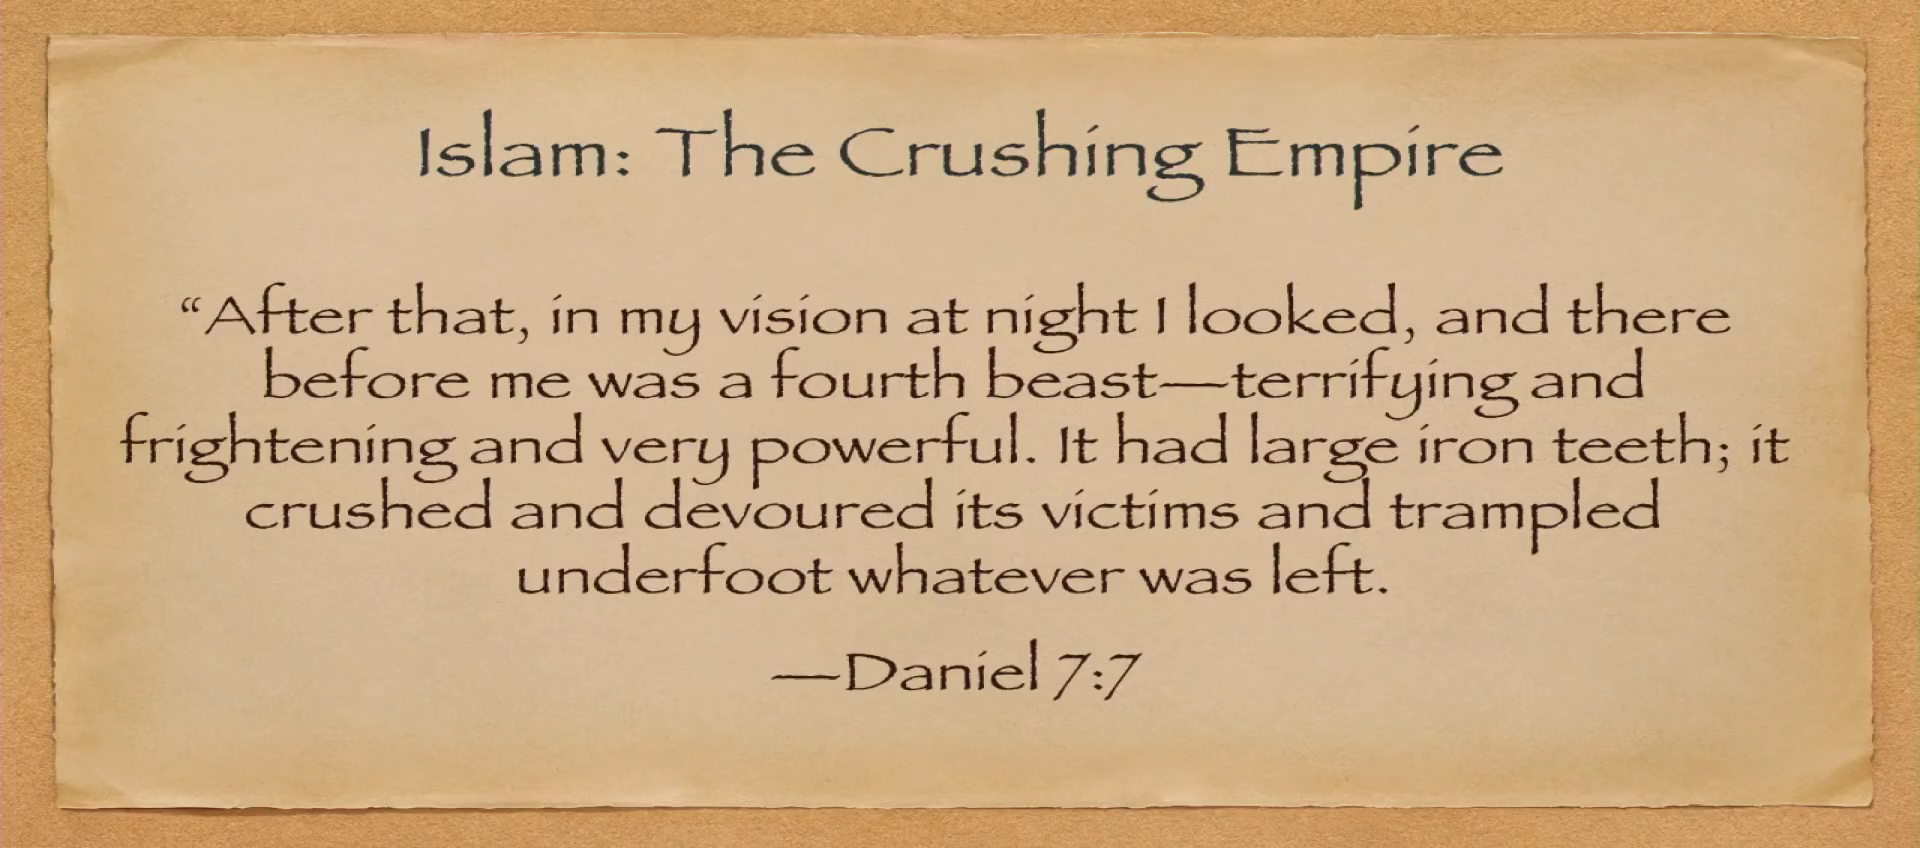 Islam: The Crushing Empire
“After that, in my vision at night I looked, and there
before me was a fourth beast—terrifying and
frightening and very powerful. It had large iron teeth; it
crushed and devoured its victims and trampled
underfoot whatever was left.
—Daniel 7:7